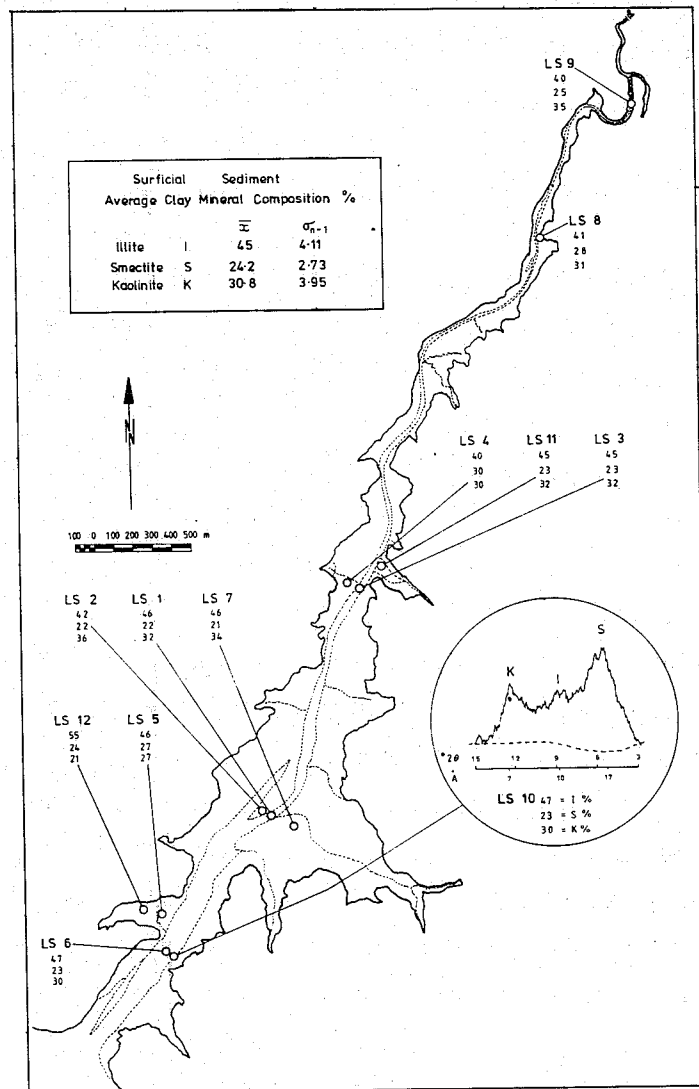 LS 9
40
25
35
Surficial Sediment
Average Clay Mineral Composition %
x̄ σn-1
Illite I 45 4·11
Smectite S 24·2 2·73
Kaolinite K 30·8 3·95
LS 8
41
28
31
N
LS 4 LS 11 LS 3
40 45 45
30 23 23
30 32 32
100 0 100 200 300 400 500 m
LS 2 LS 1 LS 7
42 46 46
22 22 21
36 32 34
K I S
°2θ 15 12 9 6 3
Å 7 10 17
LS 10 47 = I %
23 = S %
30 = K %
LS 12 LS 5
55 46
24 27
21 27
LS 6
47
23
30